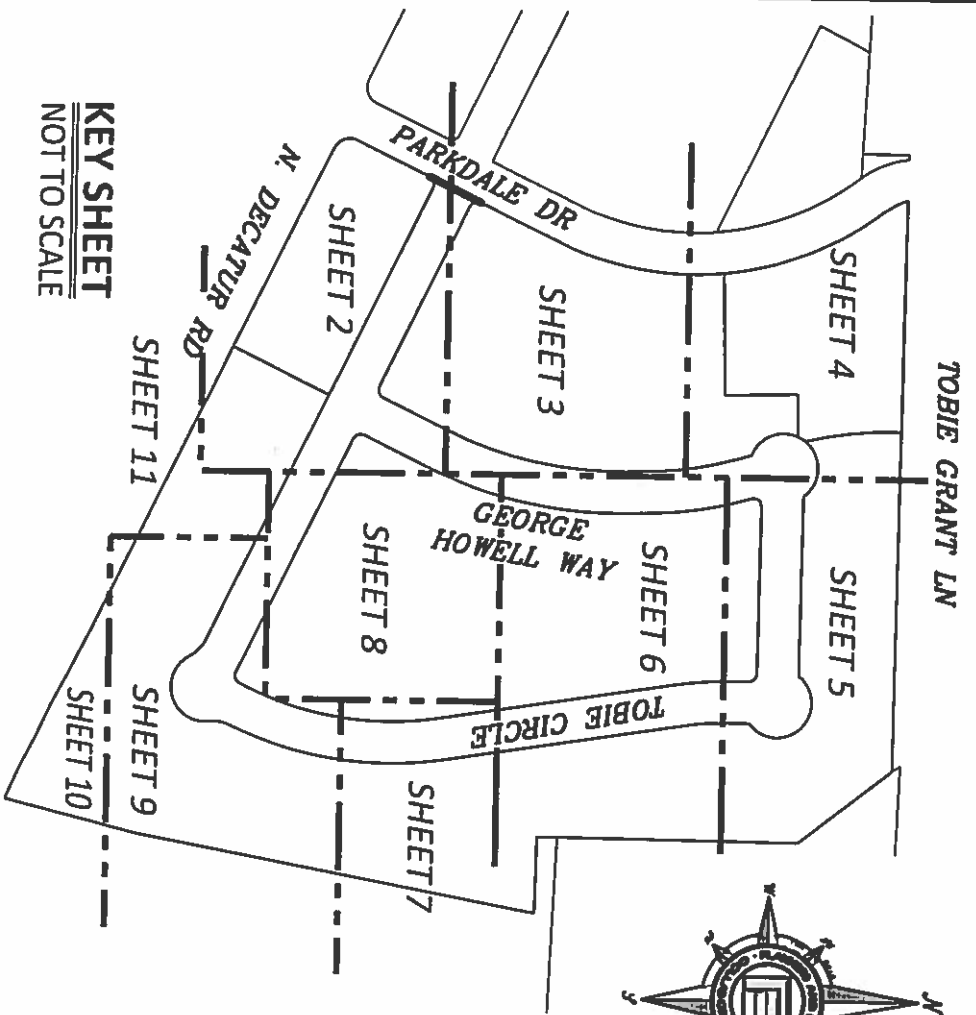 TOBIE GRANT LN
SHEET 4
SHEET 5
PARKDALE DR
SHEET 3
GEORGE
HOWELL WAY
SHEET 6
TOBIE CIRCLE
SHEET 8
SHEET 7
SHEET 2
N. DECATUR RD
SHEET 11
SHEET 9
SHEET 10
KEY SHEET
NOT TO SCALE
N
W
S